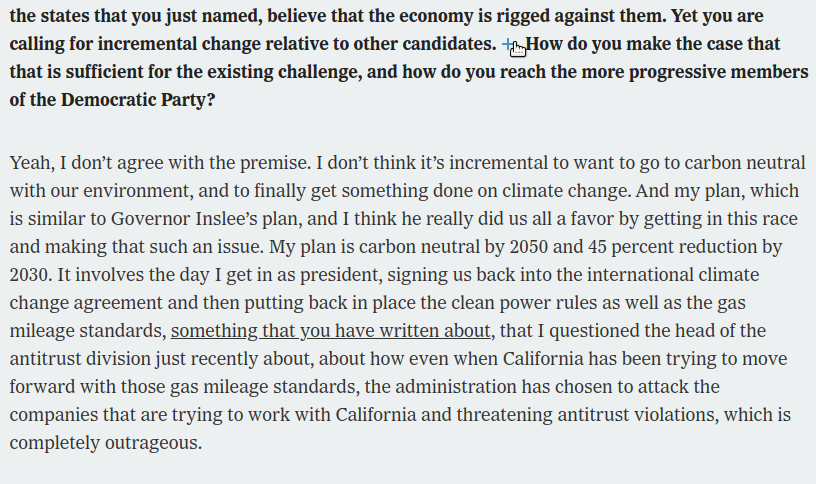 the states that you just named, believe that the economy is rigged against them. Yet you are
calling for incremental change relative to other candidates. + How do you make the case that
that is sufficient for the existing challenge, and how do you reach the more progressive members
of the Democratic Party?
Yeah, I don’t agree with the premise. I don’t think it’s incremental to want to go to carbon neutral
with our environment, and to finally get something done on climate change. And my plan, which
is similar to Governor Inslee’s plan, and I think he really did us all a favor by getting in this race
and making that such an issue. My plan is carbon neutral by 2050 and 45 percent reduction by
2030. It involves the day I get in as president, signing us back into the international climate
change agreement and then putting back in place the clean power rules as well as the gas
mileage standards, something that you have written about, that I questioned the head of the
antitrust division just recently about, about how even when California has been trying to move
forward with those gas mileage standards, the administration has chosen to attack the
companies that are trying to work with California and threatening antitrust violations, which is
completely outrageous.